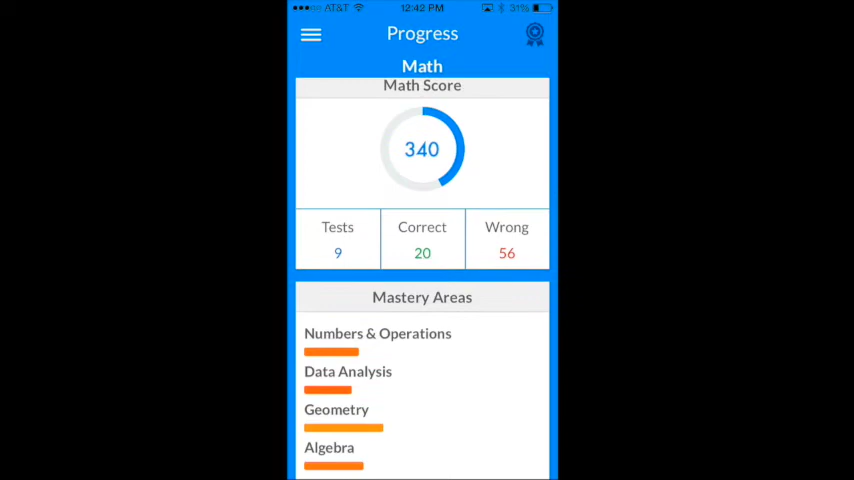 AT&T 12:42 PM 31%
Progress
Math
Math Score
340
Tests Correct Wrong
9 20 56
Mastery Areas
Numbers & Operations
Data Analysis
Geometry
Algebra